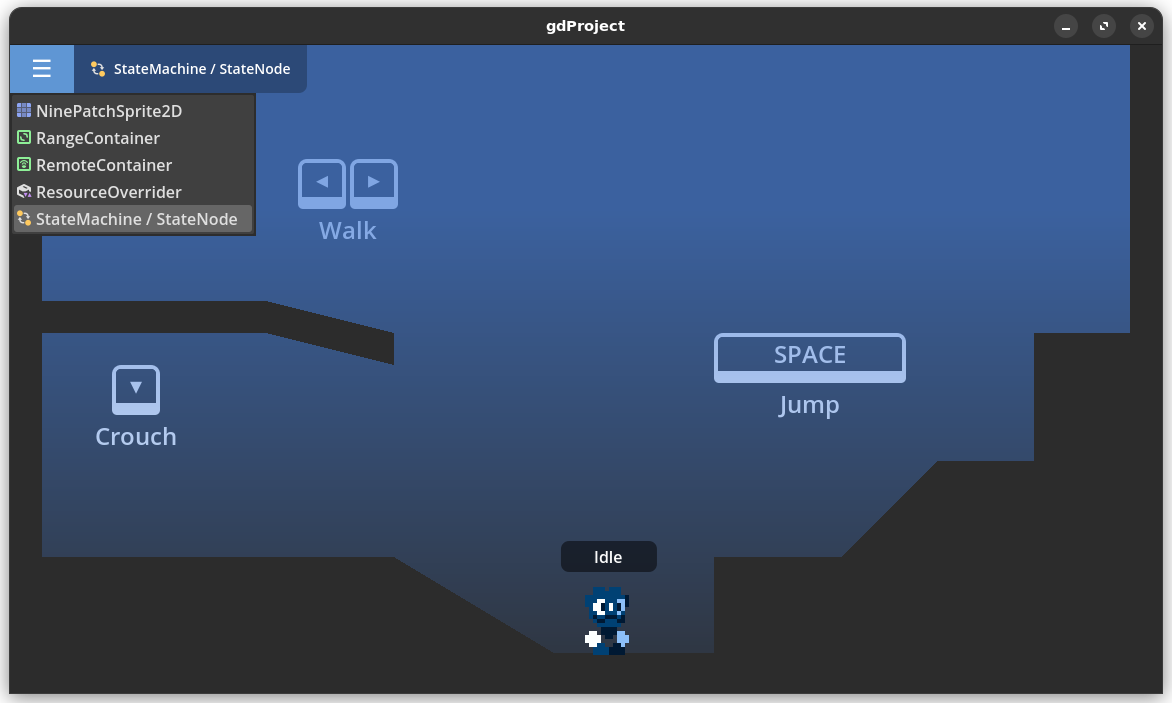 gdProject
StateMachine / StateNode
NinePatchSprite2D
RangeContainer
RemoteContainer
ResourceOverrider
StateMachine / StateNode
Walk
SPACE
Jump
Crouch
Idle